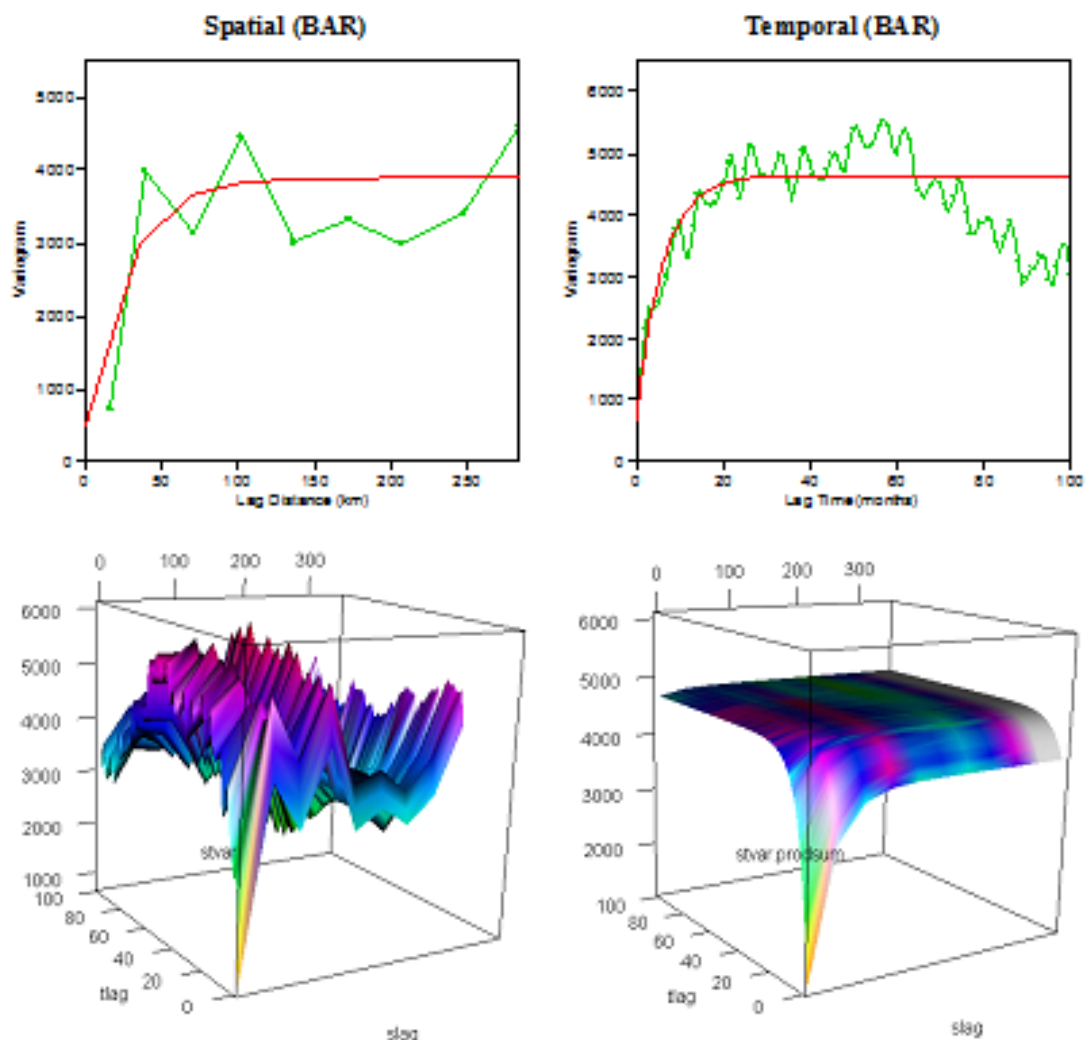 Spatial (BAR)
Temporal (BAR)
Variogram
5000
4000
3000
2000
1000
0
0 50 100 150 200 250
Lag Distance (km)
Variogram
6000
5000
4000
3000
2000
1000
0
0 20 40 60 80 100
Lag Time(months)
0 100 200 300
6000
5000
4000
3000
2000
1000
100
80
60
40
20
0
tlag
slag
stvar
0 100 200 300
6000
5000
4000
3000
2000
100
80
60
40
20
0
tlag
slag
stvar prodsum